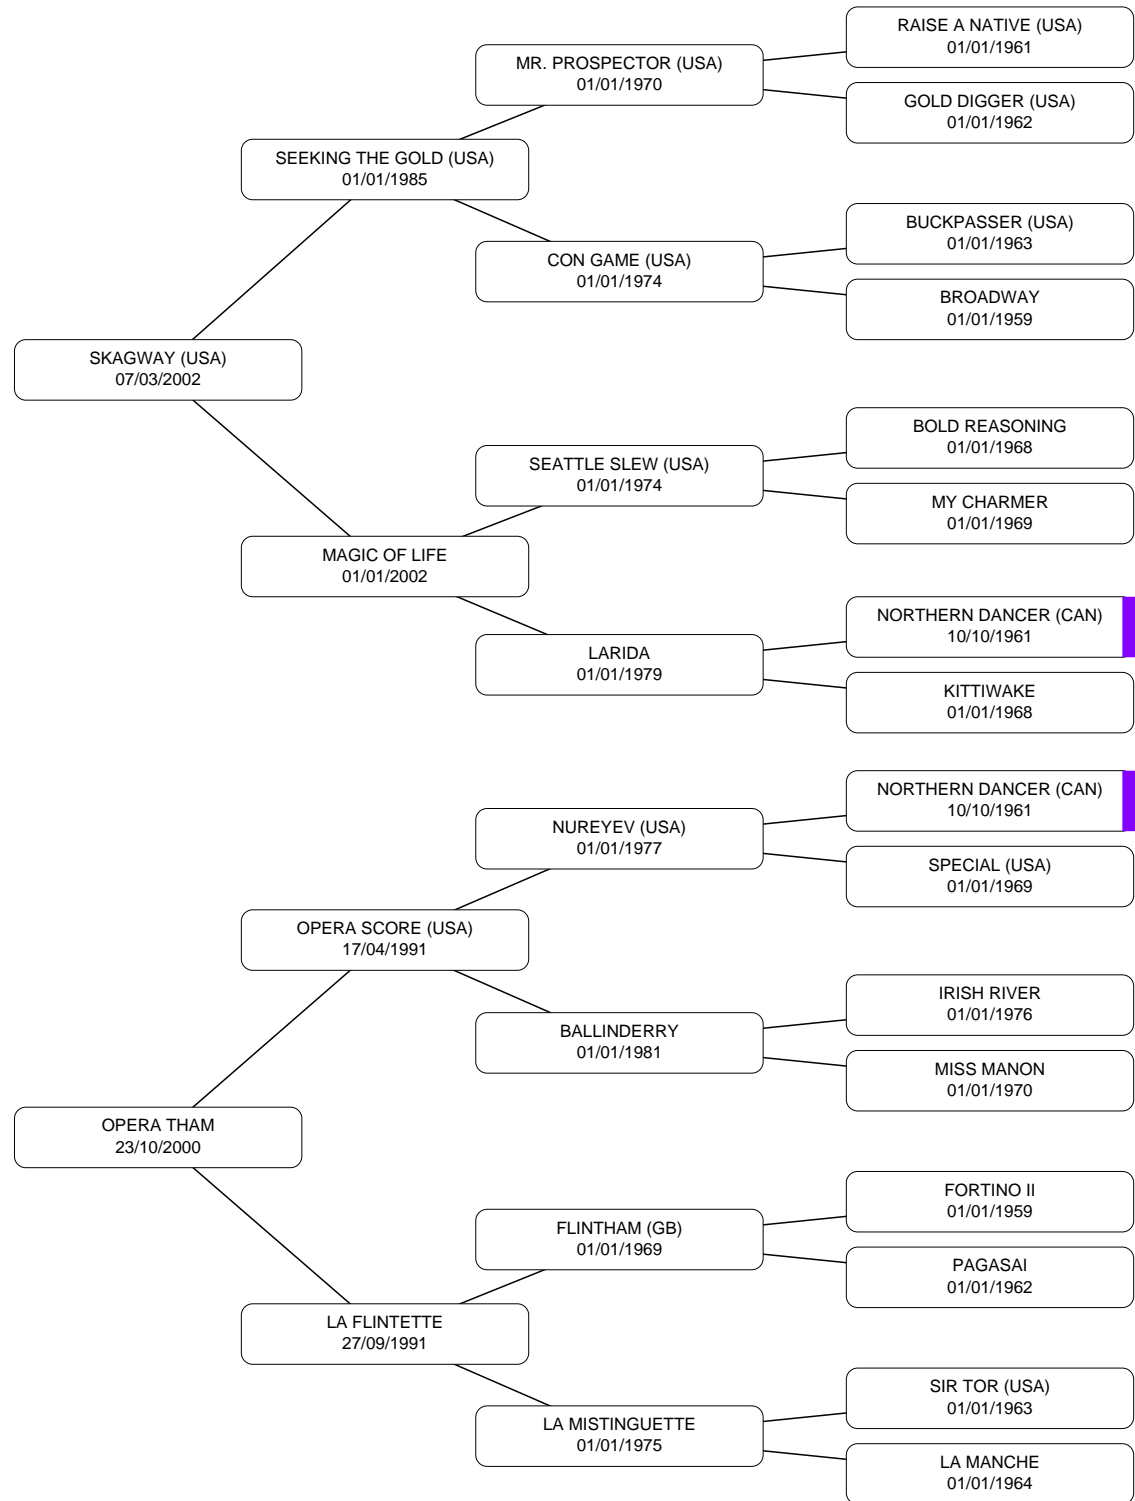 RAISE A NATIVE (USA)
01/01/1961
MR. PROSPECTOR (USA)
01/01/1970
GOLD DIGGER (USA)
01/01/1962
SEEKING THE GOLD (USA)
01/01/1985
BUCKPASSER (USA)
01/01/1963
CON GAME (USA)
01/01/1974
BROADWAY
01/01/1959
SKAGWAY (USA)
07/03/2002
BOLD REASONING
01/01/1968
SEATTLE SLEW (USA)
01/01/1974
MY CHARMER
01/01/1969
MAGIC OF LIFE
01/01/2002
NORTHERN DANCER (CAN)
10/10/1961
LARIDA
01/01/1979
KITTIWAKE
01/01/1968
NORTHERN DANCER (CAN)
10/10/1961
NUREYEV (USA)
01/01/1977
SPECIAL (USA)
01/01/1969
OPERA SCORE (USA)
17/04/1991
IRISH RIVER
01/01/1976
BALLINDERRY
01/01/1981
MISS MANON
01/01/1970
OPERA THAM
23/10/2000
FORTINO II
01/01/1959
FLINTHAM (GB)
01/01/1969
PAGASAI
01/01/1962
LA FLINTETTE
27/09/1991
SIR TOR (USA)
01/01/1963
LA MISTINGUETTE
01/01/1975
LA MANCHE
01/01/1964